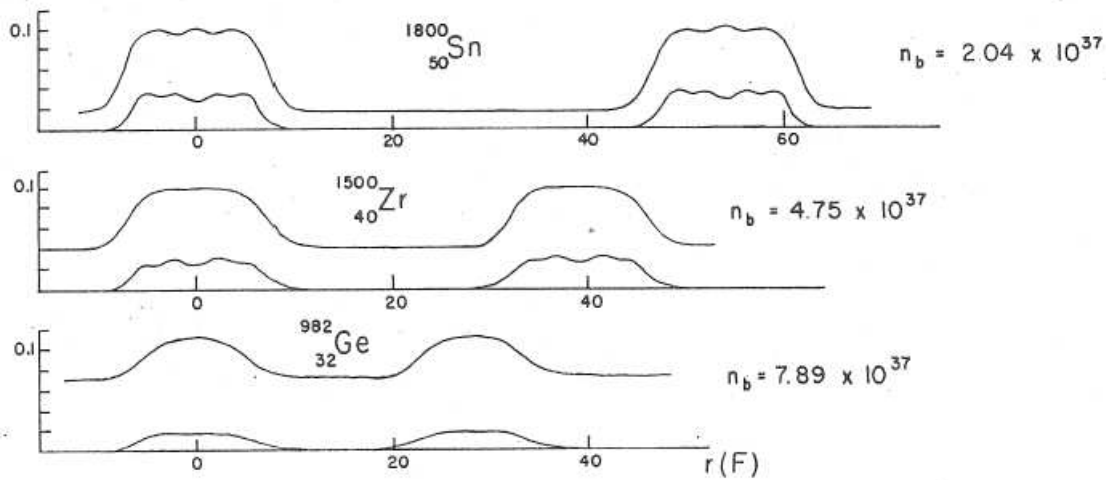 0.1
1800
50Sn
n_b = 2.04 x 10^37
0 20 40 60
0.1
1500
40Zr
n_b = 4.75 x 10^37
0 20 40
0.1
982
32Ge
n_b = 7.89 x 10^37
0 20 40
r(F)